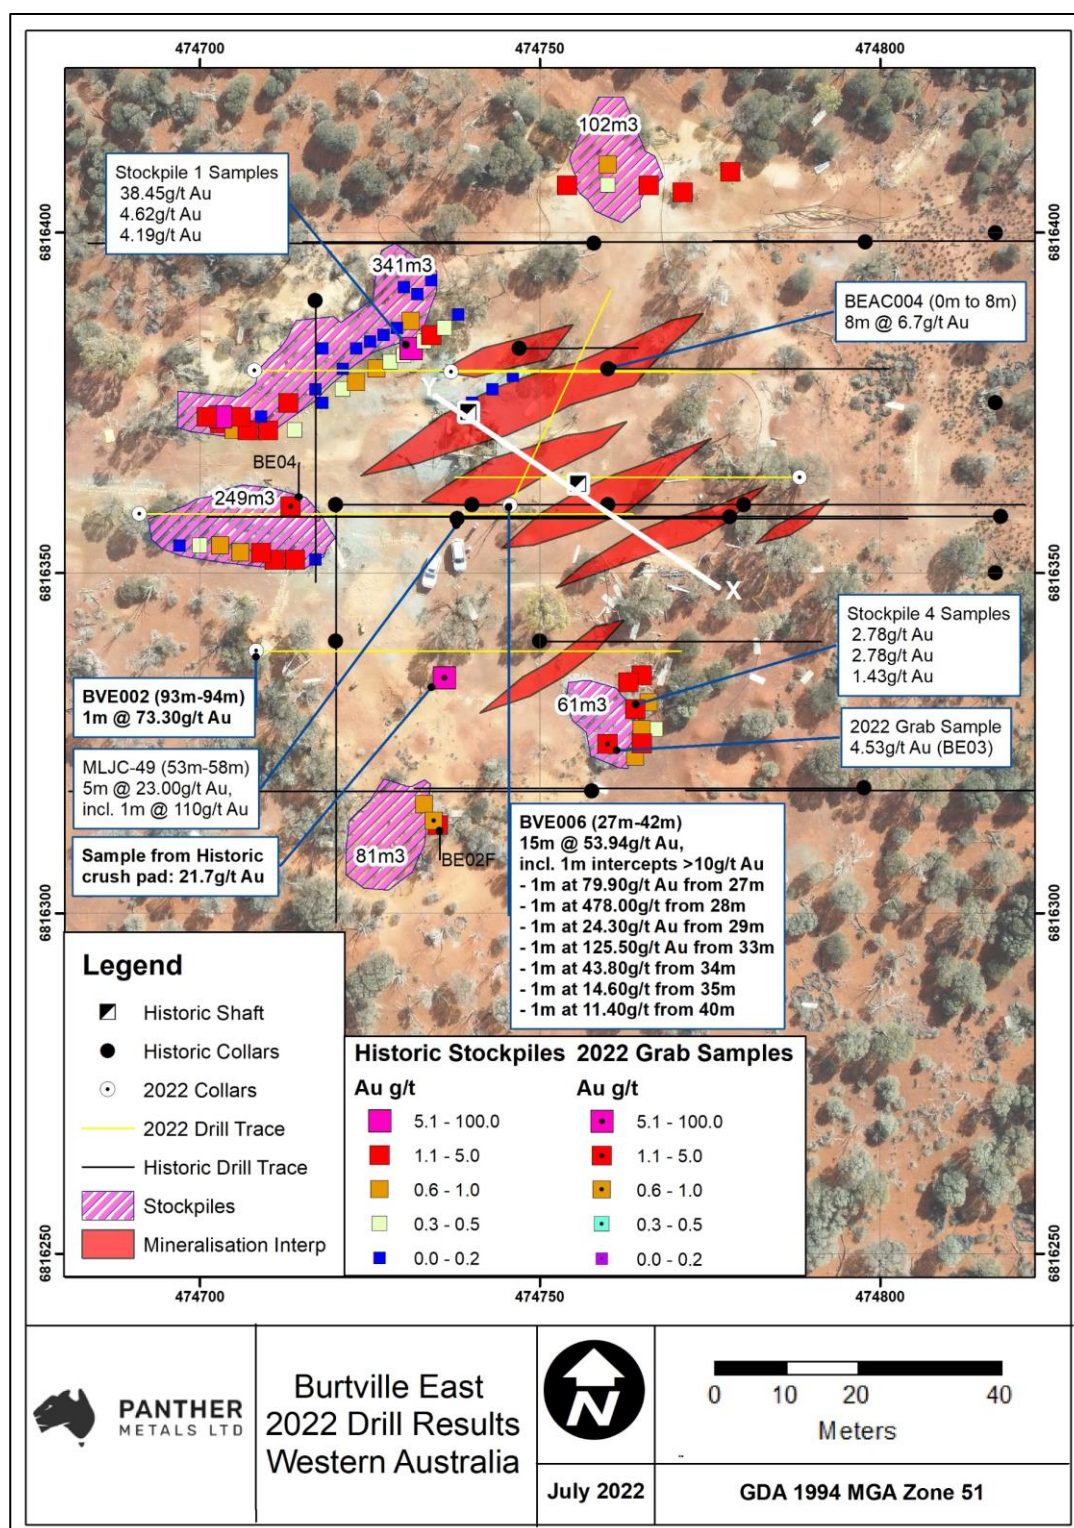 474700
474750
474800
102m3
Stockpile 1 Samples
38.45g/t Au
4.62g/t Au
4.19g/t Au
6816400
6816400
341m3
BEAC004 (0m to 8m)
8m @ 6.7g/t Au
Y
BE04
249m3
6816350
6816350
X
Stockpile 4 Samples
2.78g/t Au
2.78g/t Au
1.43g/t Au
BVE002 (93m-94m)
1m @ 73.30g/t Au
61m3
2022 Grab Sample
4.53g/t Au (BE03)
MLJC-49 (53m-58m)
5m @ 23.00g/t Au,
incl. 1m @ 110g/t Au
Sample from Historic
crush pad: 21.7g/t Au
81m3
BE02F
BVE006 (27m-42m)
15m @ 53.94g/t Au,
incl. 1m intercepts >10g/t Au
- 1m at 79.90g/t Au from 27m
- 1m at 478.00g/t from 28m
- 1m at 24.30g/t Au from 29m
- 1m at 125.50g/t Au from 33m
- 1m at 43.80g/t from 34m
- 1m at 14.60g/t from 35m
- 1m at 11.40g/t from 40m
6816300
6816300
Legend
Historic Shaft
Historic Collars
2022 Collars
2022 Drill Trace
Historic Drill Trace
Stockpiles
Mineralisation Interp
Historic Stockpiles
Au g/t
5.1 - 100.0
1.1 - 5.0
0.6 - 1.0
0.3 - 0.5
0.0 - 0.2
2022 Grab Samples
Au g/t
5.1 - 100.0
1.1 - 5.0
0.6 - 1.0
0.3 - 0.5
0.0 - 0.2
6816250
6816250
474700
474750
474800
PANTHER
METALS LTD
Burtville East
2022 Drill Results
Western Australia
N
July 2022
0 10 20 40
Meters
GDA 1994 MGA Zone 51